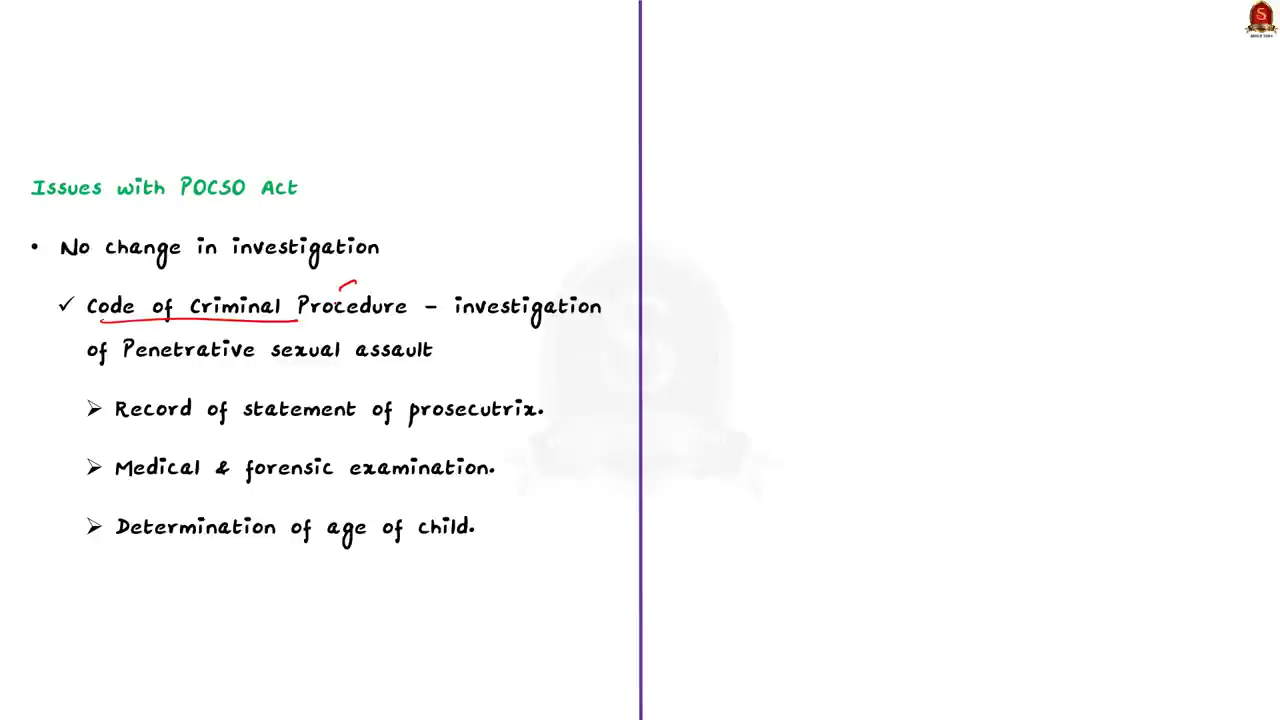 Issues with POCSO Act
• No change in investigation
✓ Code of Criminal Procedure – investigation
of Penetrative sexual assault
➢ Record of statement of prosecutrix.
➢ Medical & forensic examination.
➢ Determination of age of child.